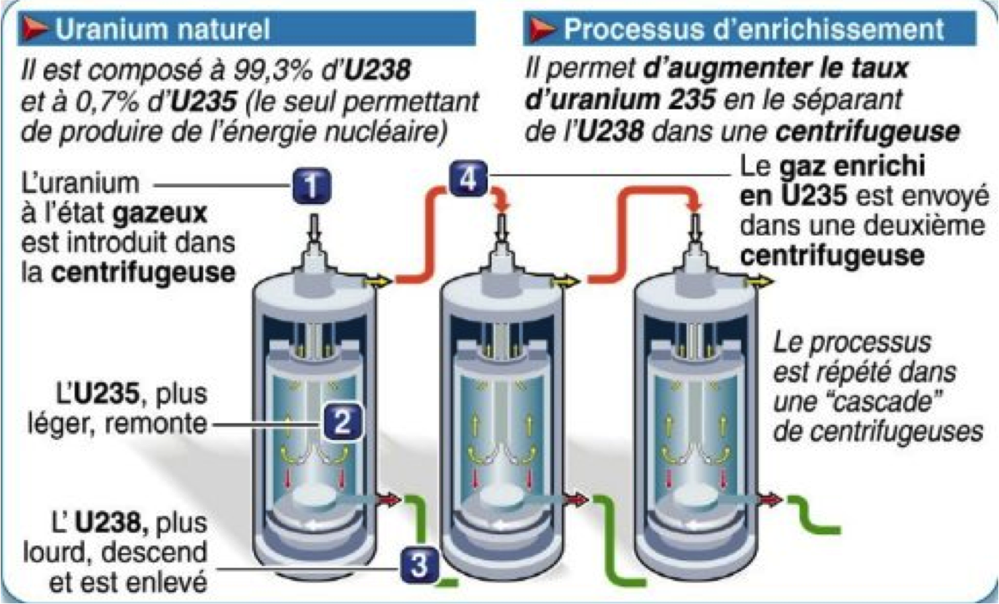 Uranium naturel
Il est composé à 99,3% d'U238
et à 0,7% d'U235 (le seul permettant
de produire de l'énergie nucléaire)
Processus d'enrichissement
Il permet d'augmenter le taux
d'uranium 235 en le séparant
de l'U238 dans une centrifugeuse
L'uranium
à l'état gazeux
est introduit dans
la centrifugeuse
1
4
Le gaz enrichi
en U235 est envoyé
dans une deuxième
centrifugeuse
L'U235, plus
léger, remonte
2
Le processus
est répété dans
une "cascade"
de centrifugeuses
L' U238, plus
lourd, descend
et est enlevé
3